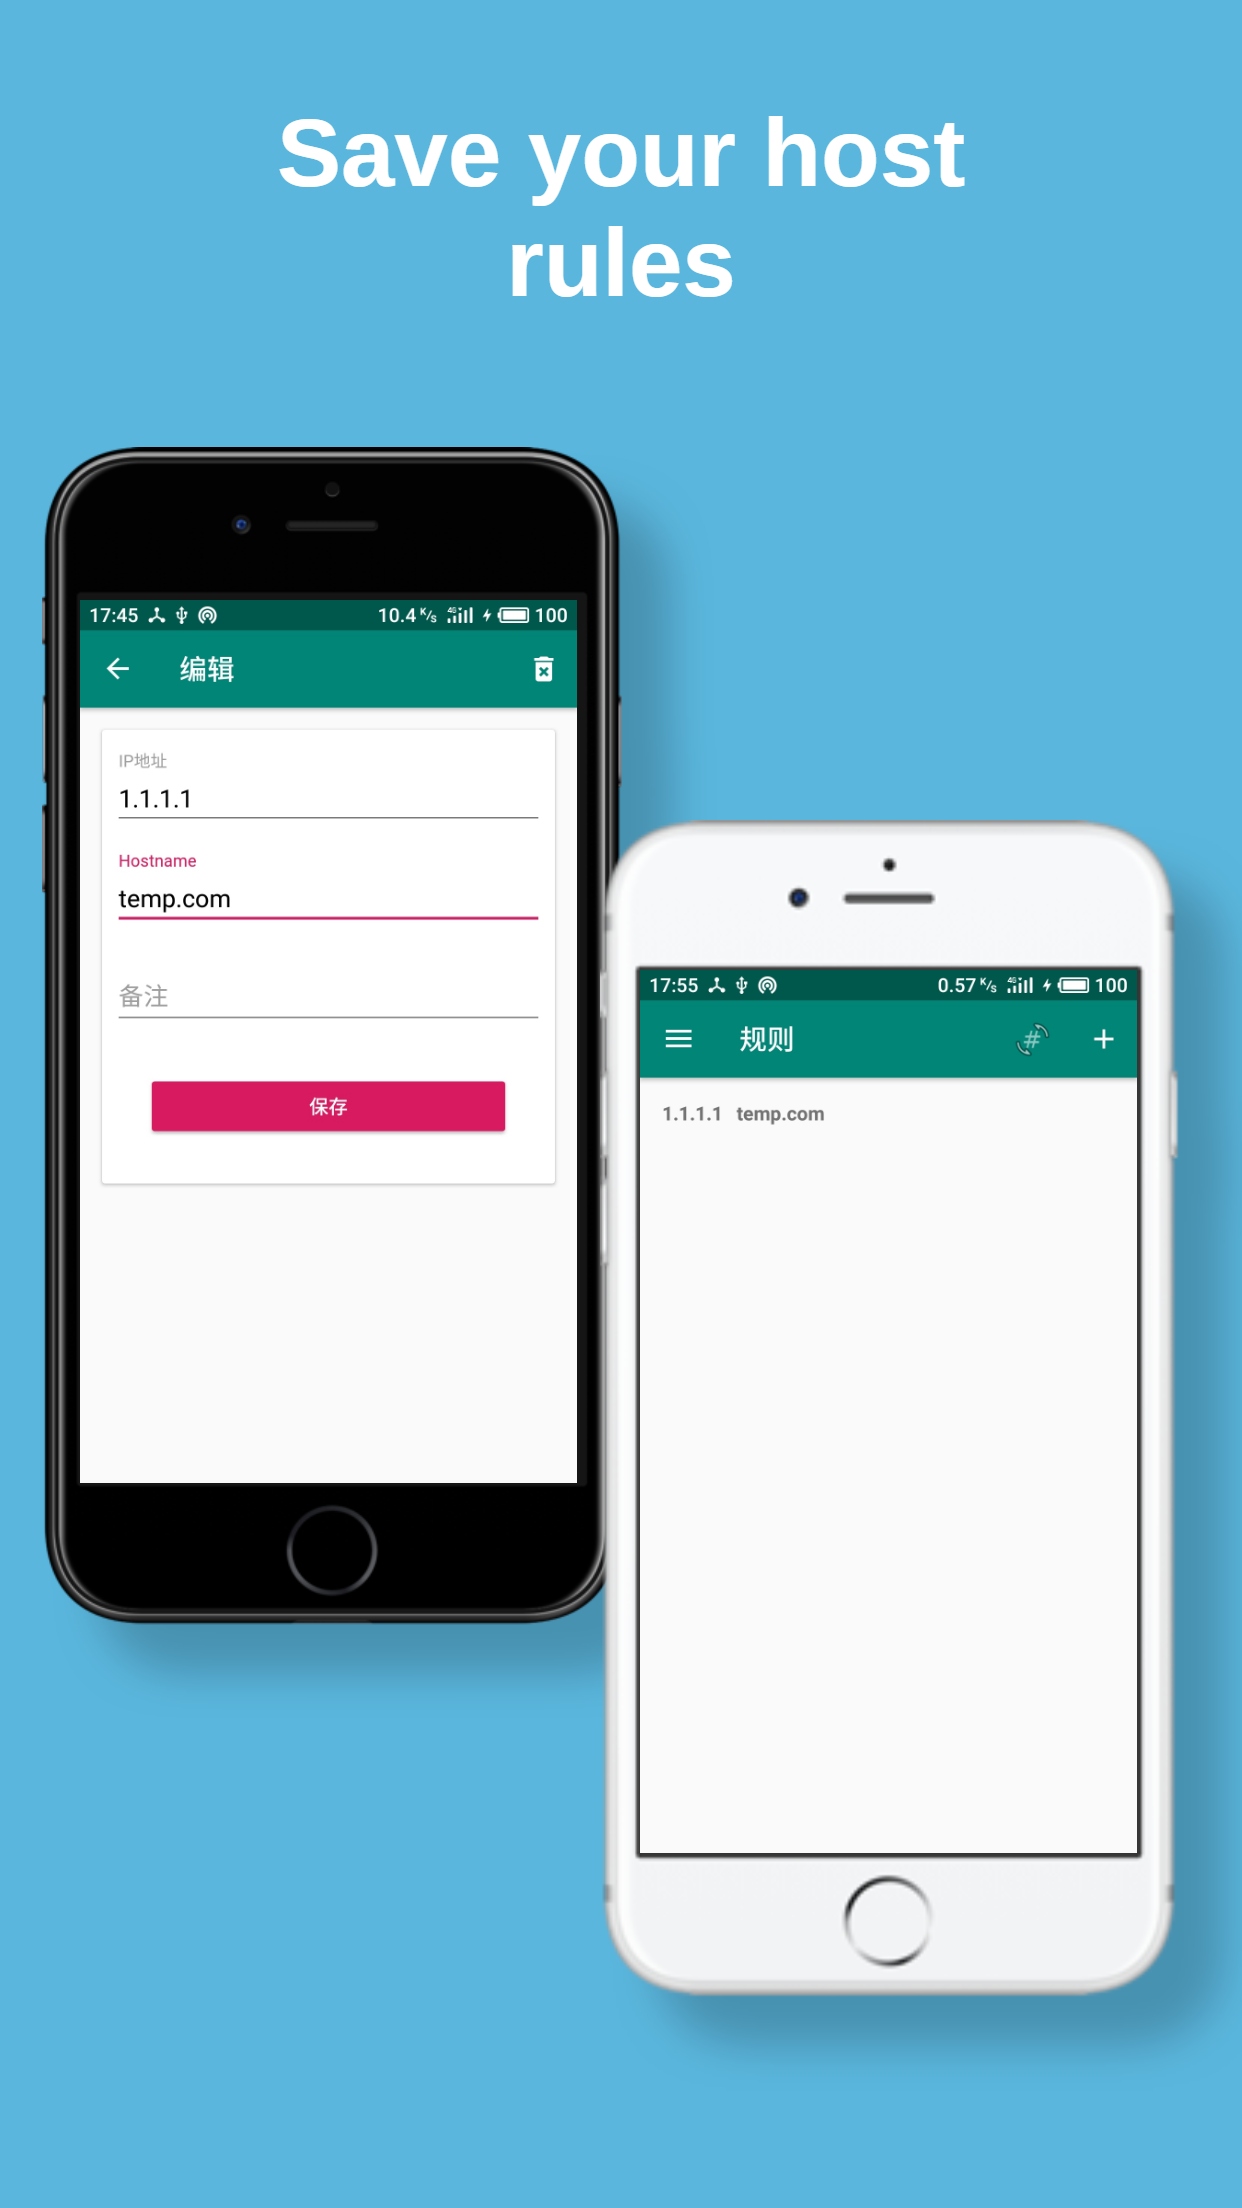 Save your host
rules
17:45 10.4 K/s 4G 100
编辑
IP地址
1.1.1.1
Hostname
temp.com
备注
保存
17:55 0.57 K/s 4G 100
规则 #
1.1.1.1 temp.com